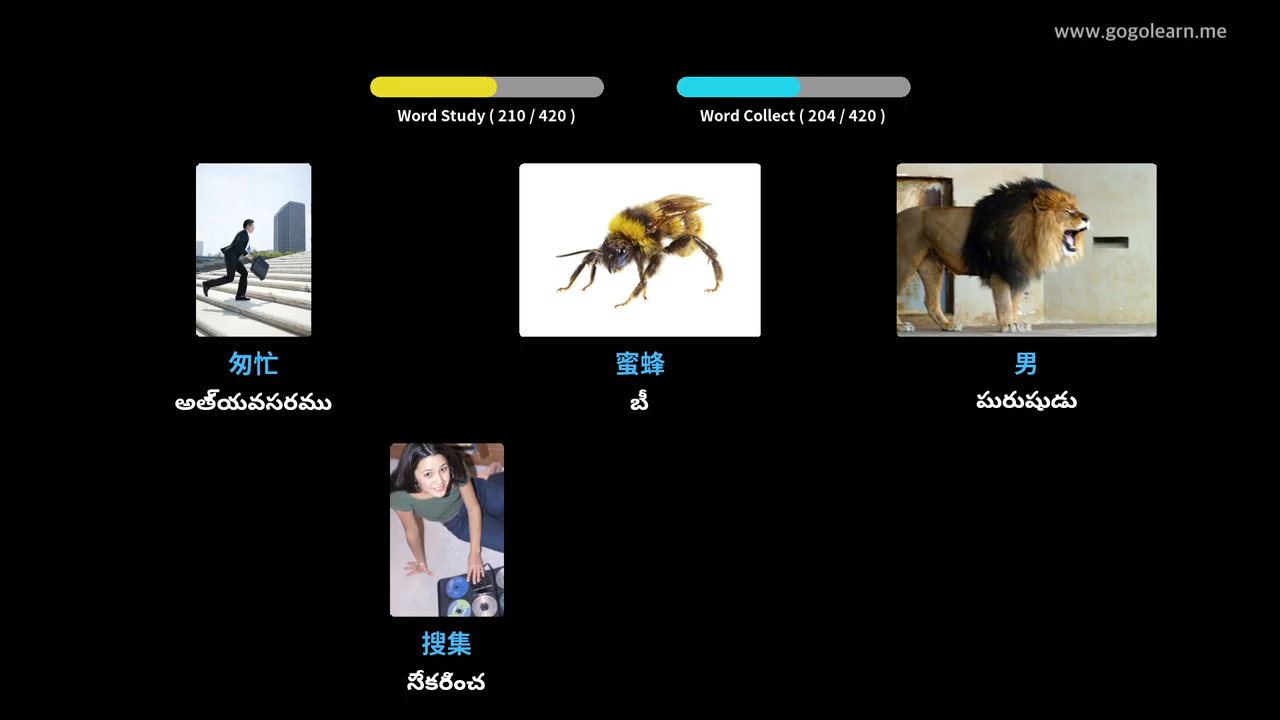 www.gogolearn.me
Word Study ( 210 / 420 )
Word Collect ( 204 / 420 )
匆忙
蜜蜂
男
అత్యవసరము
బీ
పురుషుడు
搜集
సేకరించ